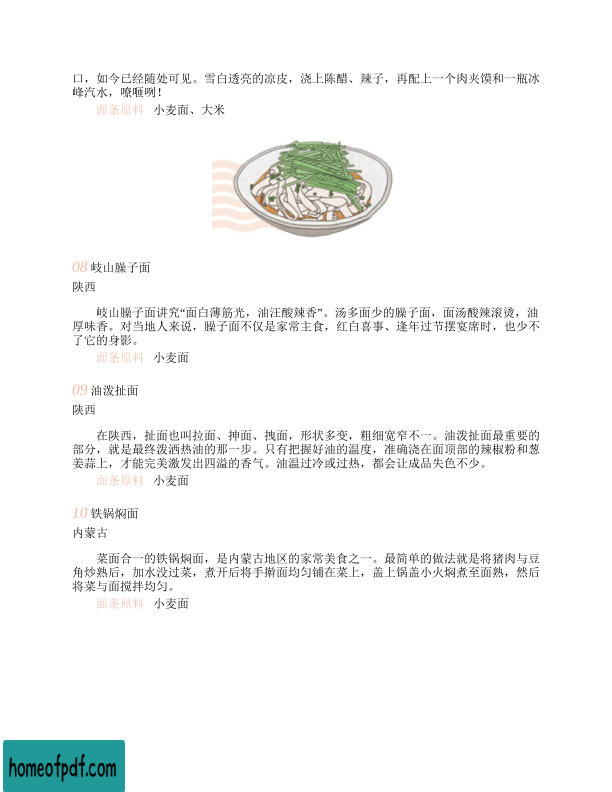 口，如今已经随处可见。雪白透亮的凉皮，浇上陈醋、辣子，再配上一个肉夹馍和一瓶冰
峰汽水，嘹咂咧！
面条原料 小麦面、大米
08 岐山臊子面
陕西
岐山臊子面讲究“面白薄筋光，油汪酸辣香”。汤多面少的臊子面，面汤酸辣滚烫，油
厚味香。对当地人来说，臊子面不仅是家常主食，红白喜事、逢年过节摆宴席时，也少不
了它的身影。
面条原料 小麦面
09 油泼扯面
陕西
在陕西，扯面也叫拉面、抻面、拽面，形状多变，粗细宽窄不一。油泼扯面最重要的
部分，就是最终泼洒热油的那一步。只有把握好油的温度，准确浇在面顶部的辣椒粉和葱
姜蒜上，才能完美激发出四溢的香气。油温过冷或过热，都会让成品失色不少。
面条原料 小麦面
10 铁锅焖面
内蒙古
菜面合一的铁锅焖面，是内蒙古地区的家常美食之一。最简单的做法就是将猪肉与豆
角炒熟后，加水没过菜，煮开后将手擀面均匀铺在菜上，盖上锅盖小火焖煮至面熟，然后
将菜与面搅拌均匀。
面条原料 小麦面
homeofpdf.com